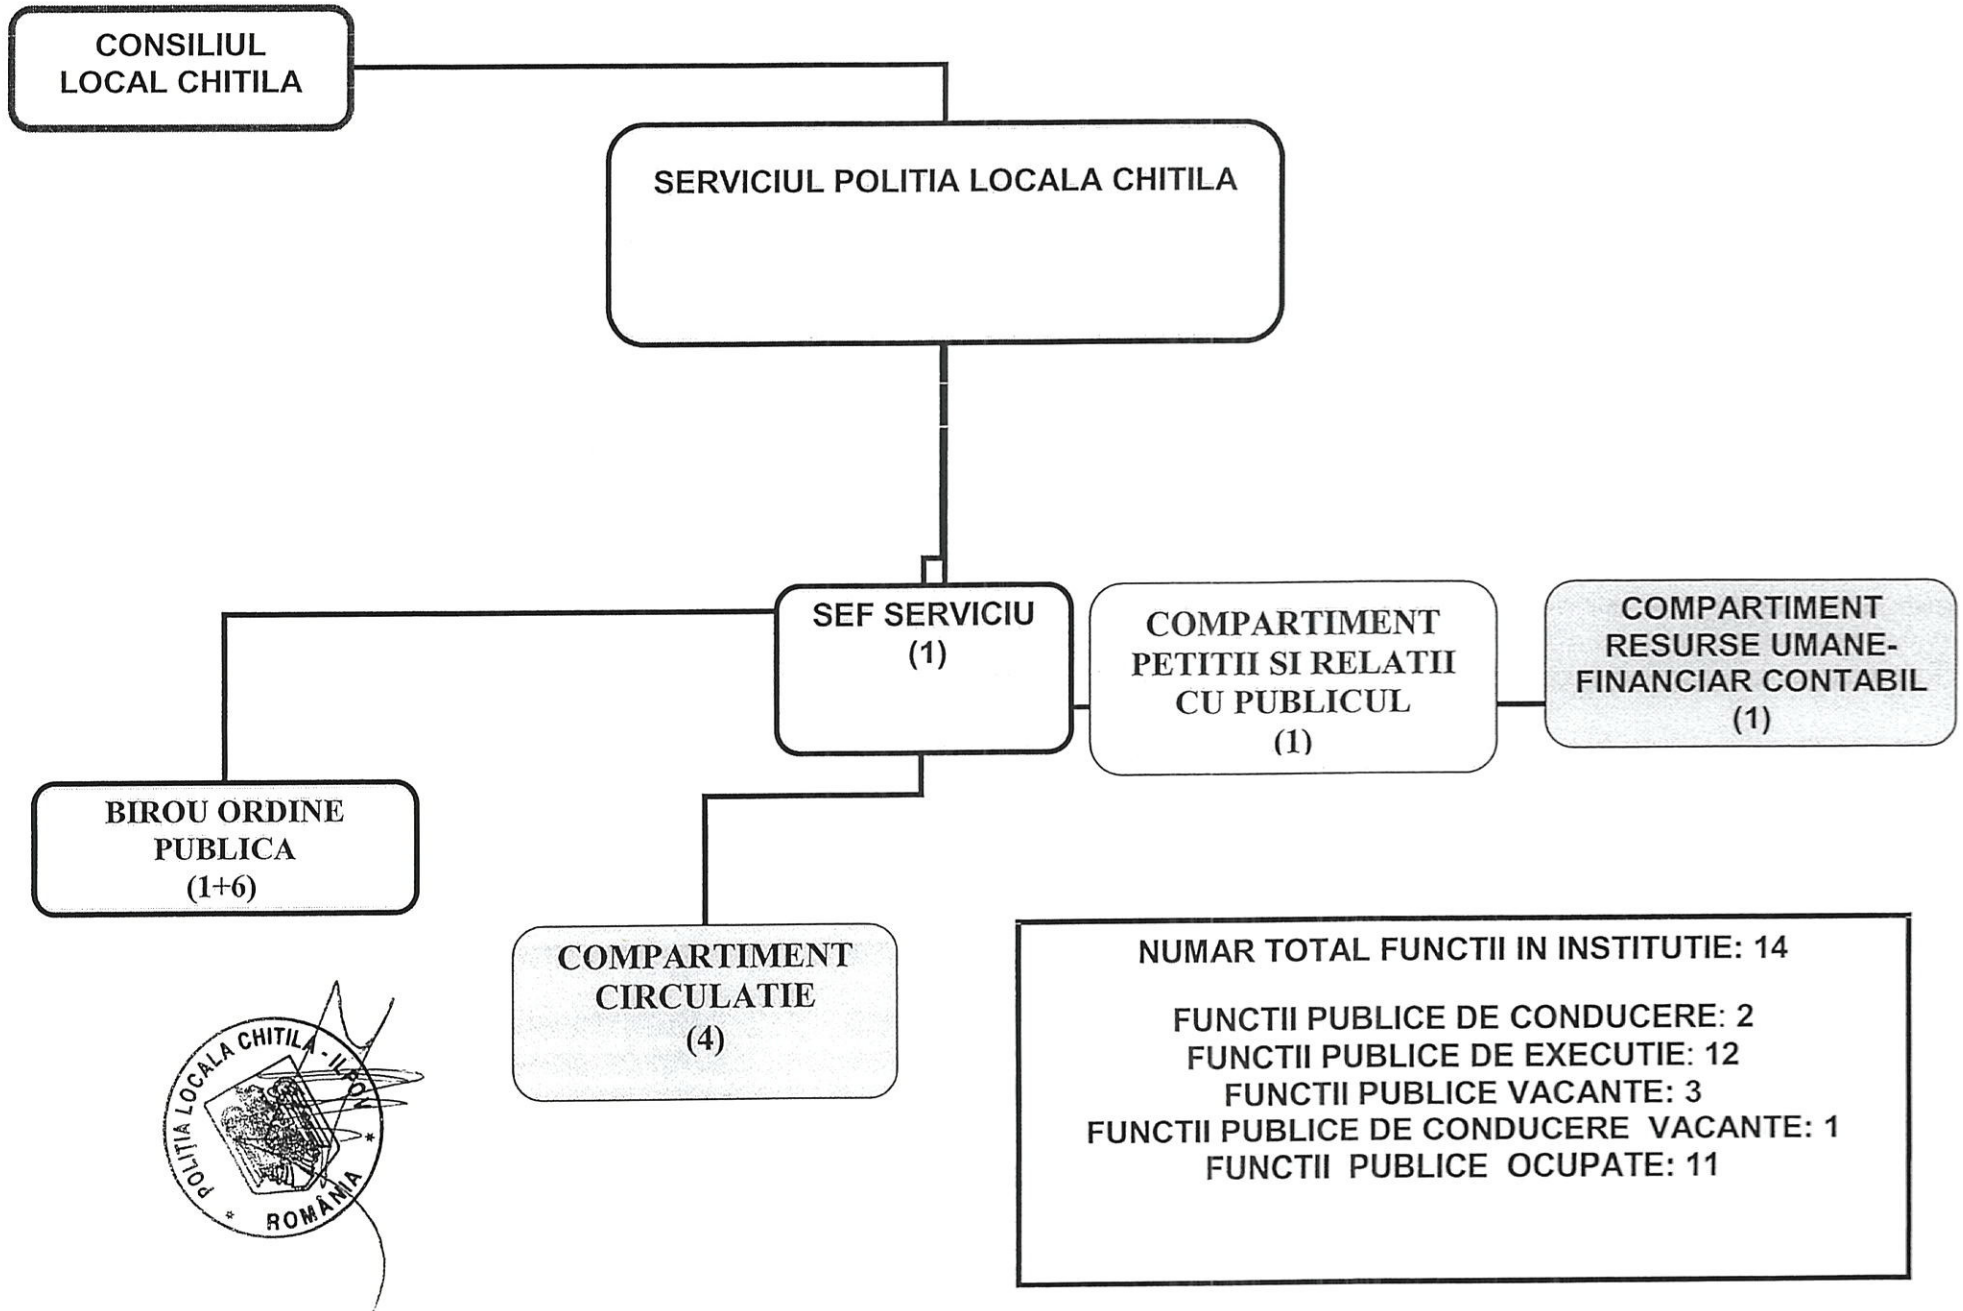 CONSILIUL
LOCAL CHITILA
SERVICIUL POLITIA LOCALA CHITILA
SEF SERVICIU
(1)
COMPARTIMENT
PETITII SI RELATII
CU PUBLICUL
(1)
COMPARTIMENT
RESURSE UMANE-
FINANCIAR CONTABIL
(1)
BIROU ORDINE
PUBLICA
(1+6)
COMPARTIMENT
CIRCULATIE
(4)
NUMAR TOTAL FUNCTII IN INSTITUTIE: 14
FUNCTII PUBLICE DE CONDUCERE: 2
FUNCTII PUBLICE DE EXECUTIE: 12
FUNCTII PUBLICE VACANTE: 3
FUNCTII PUBLICE DE CONDUCERE VACANTE: 1
FUNCTII PUBLICE OCUPATE: 11
* POLIȚIA LOCALA CHITILA - ILFOV *
ROMÂNIA